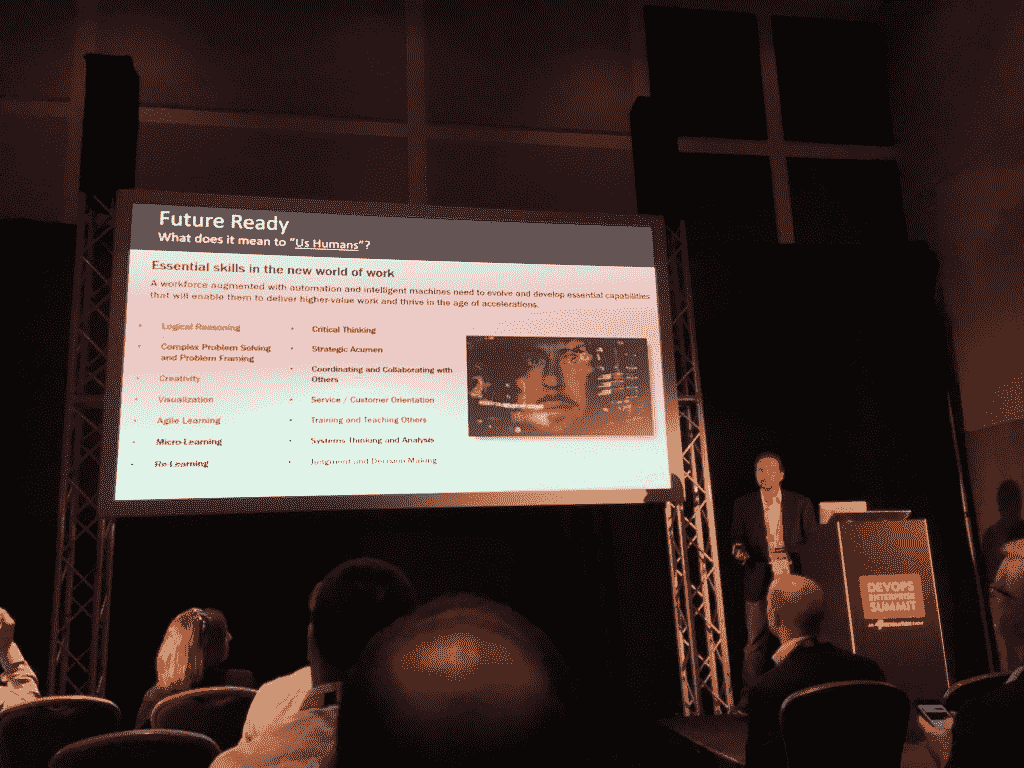 Future Ready
What does it mean to "Us Humans"?
Essential skills in the new world of work
A workforce augmented with automation and intelligent machines need to evolve and develop essential capabilities
that will enable them to deliver higher-value work and thrive in the age of accelerations.
• Logical Reasoning
• Complex Problem Solving
and Problem Framing
• Creativity
• Visualization
• Agile Learning
• Micro-Learning
• Re-Learning
• Critical Thinking
• Strategic Acumen
• Coordinating and Collaborating with
Others
• Service / Customer Orientation
• Training and Teaching Others
• Systems Thinking and Analysis
• Judgment and Decision Making
DEVOPS
ENTERPRISE
SUMMIT